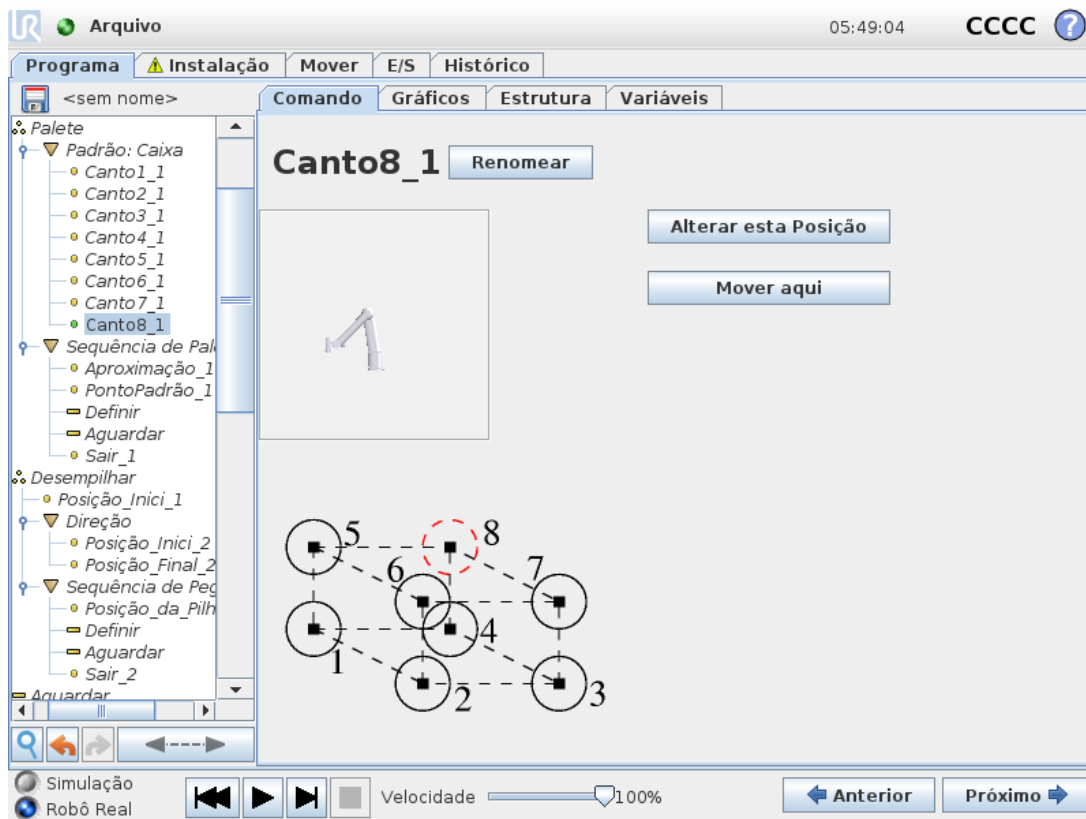 UR Arquivo 05:49:04 CCCC ?
Programa Instalação Mover E/S Histórico
<sem nome> Comando Gráficos Estrutura Variáveis
Palete
Padrão: Caixa
Canto1_1
Canto2_1
Canto3_1
Canto4_1
Canto5_1
Canto6_1
Canto7_1
Canto8_1
Sequência de Pal
Aproximação_1
PontoPadrão_1
Definir
Aguardar
Sair_1
Desempilhar
Posição_Inici_1
Direção
Posição_Inici_2
Posição_Final_2
Sequência de Peg
Posição_da_Pilh
Definir
Aguardar
Sair_2
Aguardar
Canto8_1 Renomear
Alterar esta Posição
Mover aqui
5 8
6 7
1 4
2 3
Simulação
Robô Real
Velocidade 100%
Anterior Próximo